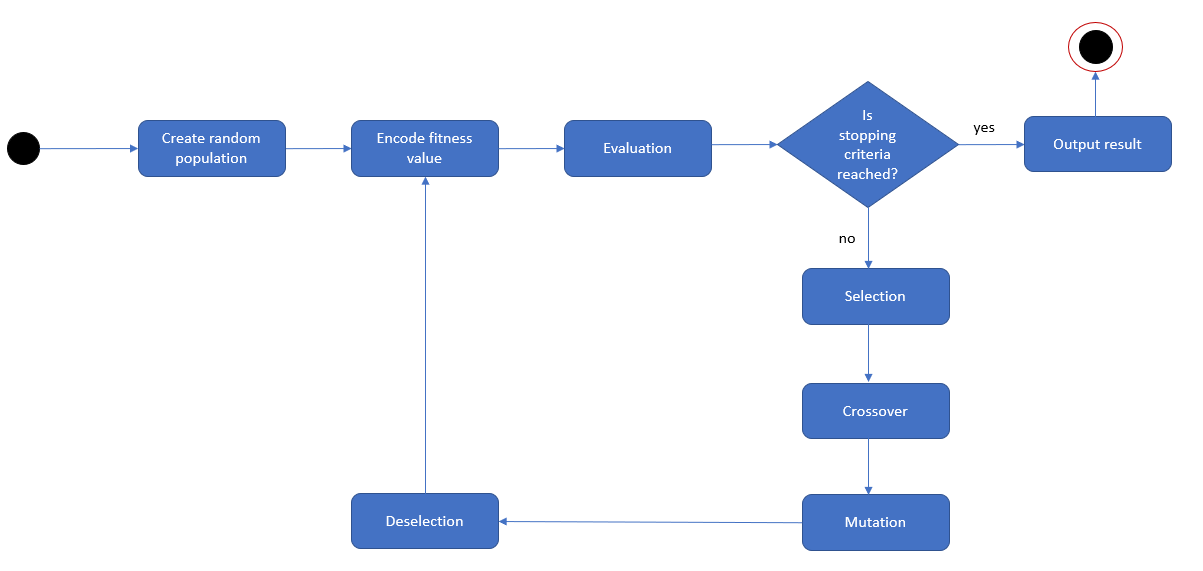 Create random
population
Encode fitness
value
Evaluation
Is
stopping
criteria
reached?
yes
Output result
no
Selection
Crossover
Mutation
Deselection